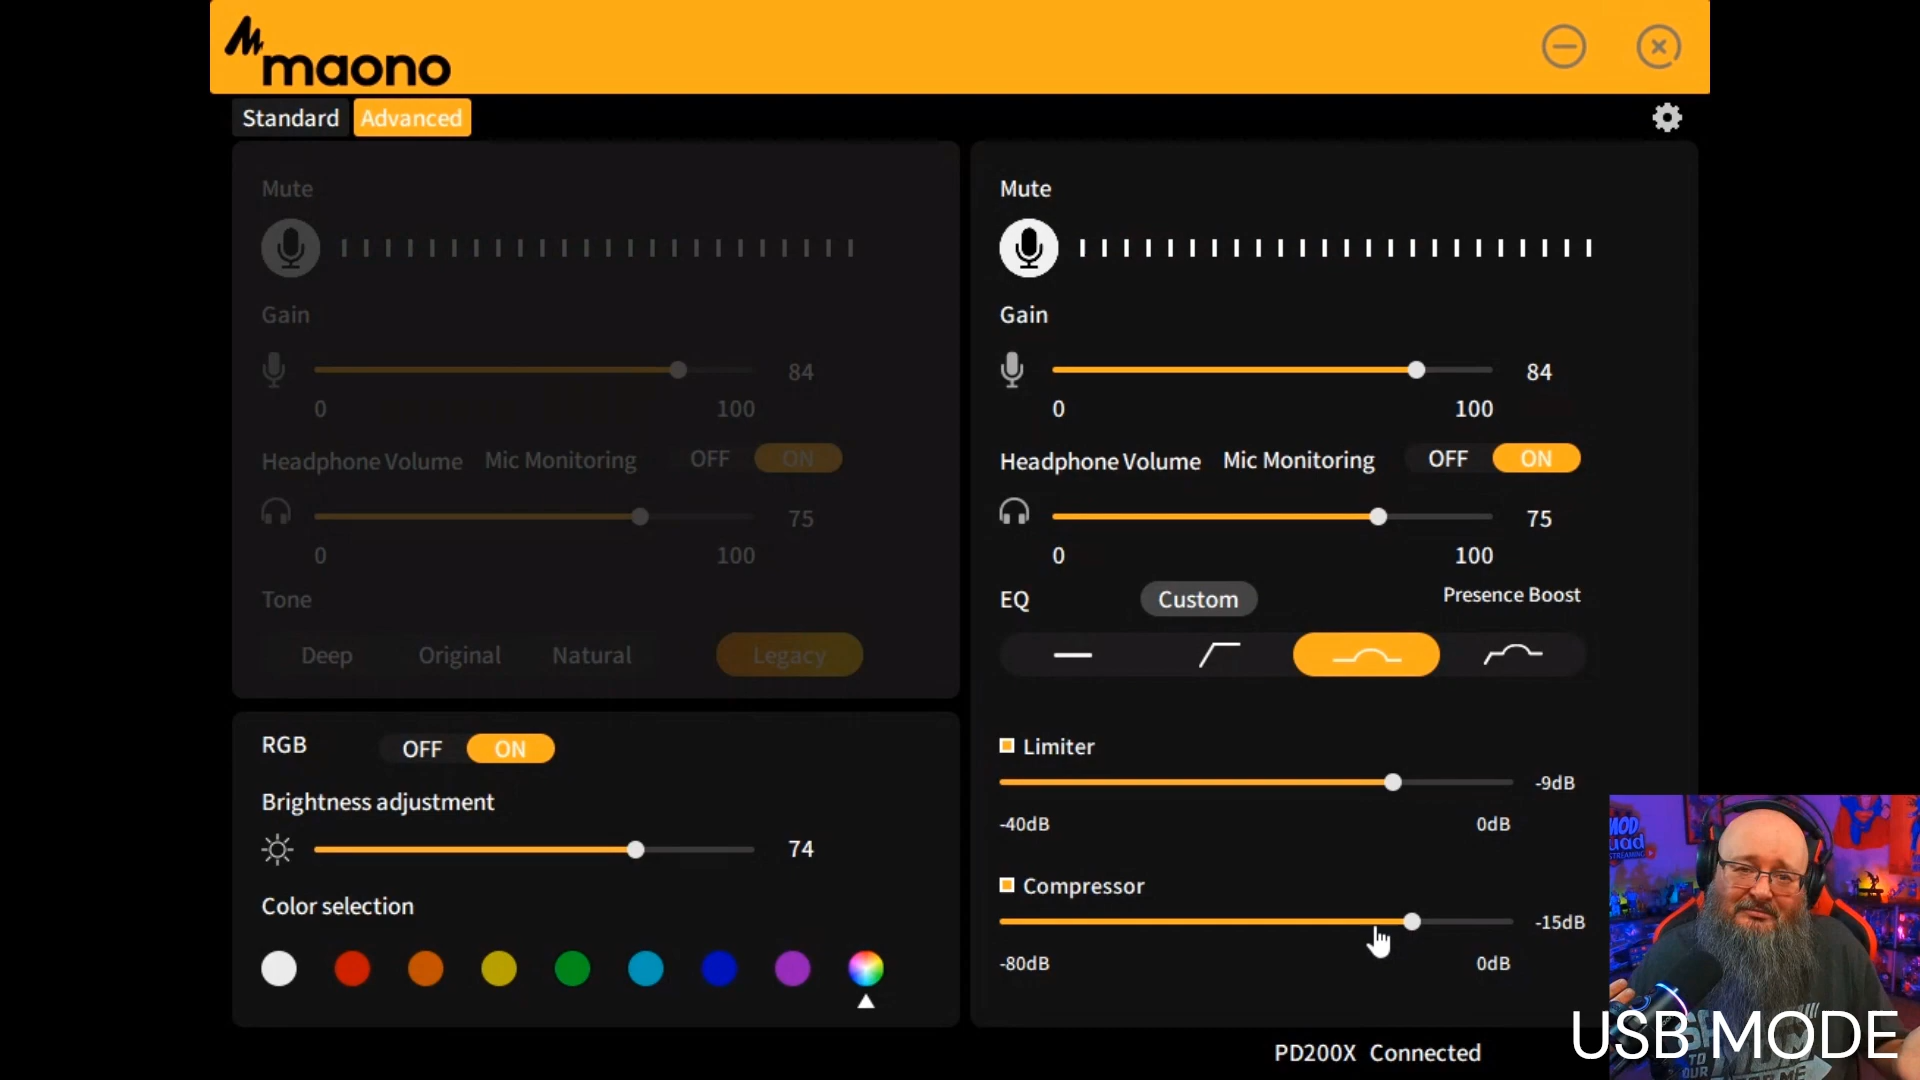 maono
Standard
Advanced
Mute
Gain
84
0
100
Headphone Volume
Mic Monitoring
OFF
ON
75
0
100
Tone
Deep
Original
Natural
Legacy
RGB
OFF
ON
Brightness adjustment
74
Color selection
Mute
Gain
84
0
100
Headphone Volume
Mic Monitoring
OFF
ON
75
0
100
EQ
Custom
Presence Boost
Limiter
-9dB
-40dB
0dB
Compressor
-15dB
-80dB
0dB
PD200X Connected
USB MODE